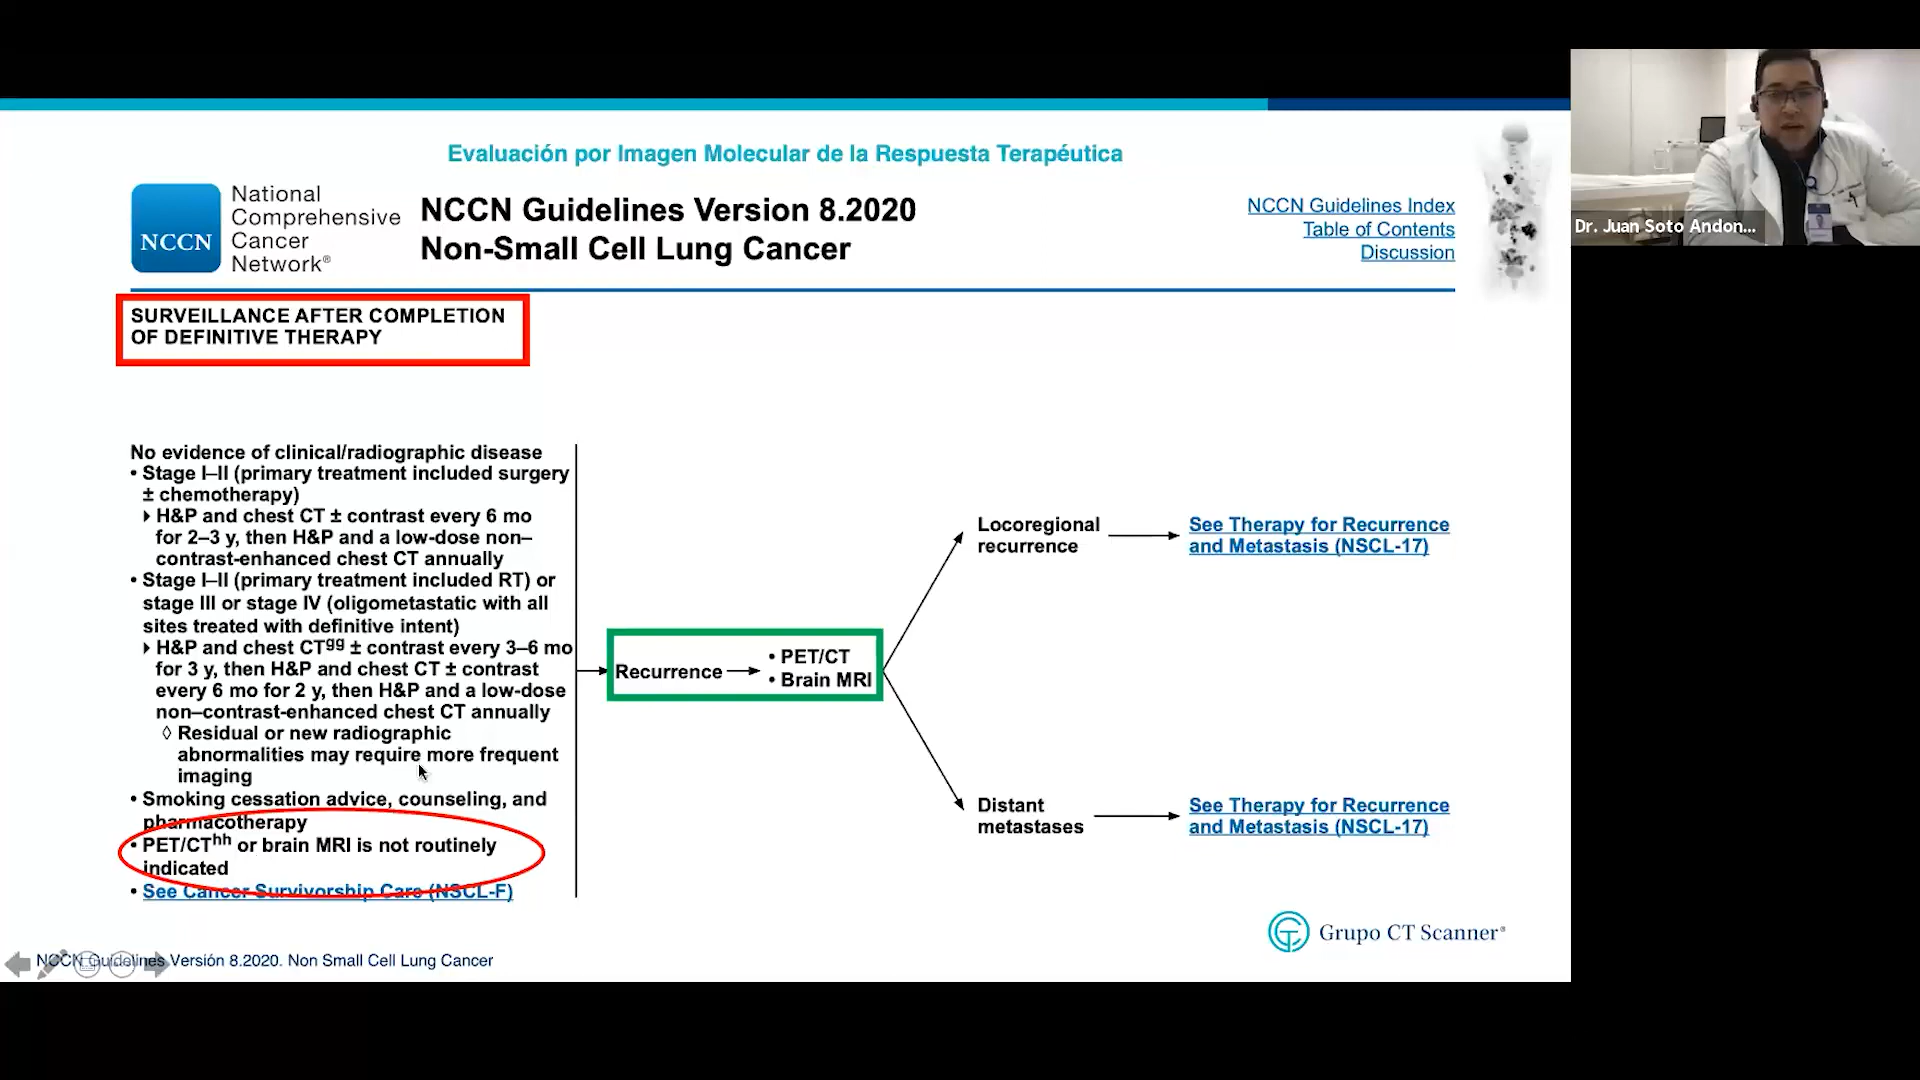 Evaluación por Imagen Molecular de la Respuesta Terapéutica
NCCN
National
Comprehensive
Cancer
Network®
NCCN Guidelines Version 8.2020
Non-Small Cell Lung Cancer
NCCN Guidelines Index
Table of Contents
Discussion
Dr. Juan Soto Andon...
SURVEILLANCE AFTER COMPLETION
OF DEFINITIVE THERAPY
No evidence of clinical/radiographic disease
• Stage I–II (primary treatment included surgery
± chemotherapy)
H&P and chest CT ± contrast every 6 mo
for 2–3 y, then H&P and a low-dose non–
contrast-enhanced chest CT annually
• Stage I–II (primary treatment included RT) or
stage III or stage IV (oligometastatic with all
sites treated with definitive intent)
H&P and chest CTgg ± contrast every 3–6 mo
for 3 y, then H&P and chest CT ± contrast
every 6 mo for 2 y, then H&P and a low-dose
non–contrast-enhanced chest CT annually
◊ Residual or new radiographic
abnormalities may require more frequent
imaging
• Smoking cessation advice, counseling, and
pharmacotherapy
• PET/CThh or brain MRI is not routinely
indicated
• See Cancer Survivorship Care (NSCL-F)
Recurrence
• PET/CT
• Brain MRI
Locoregional
recurrence
See Therapy for Recurrence
and Metastasis (NSCL-17)
Distant
metastases
See Therapy for Recurrence
and Metastasis (NSCL-17)
Grupo CT Scanner®
NCCN Guidelines Versión 8.2020. Non Small Cell Lung Cancer